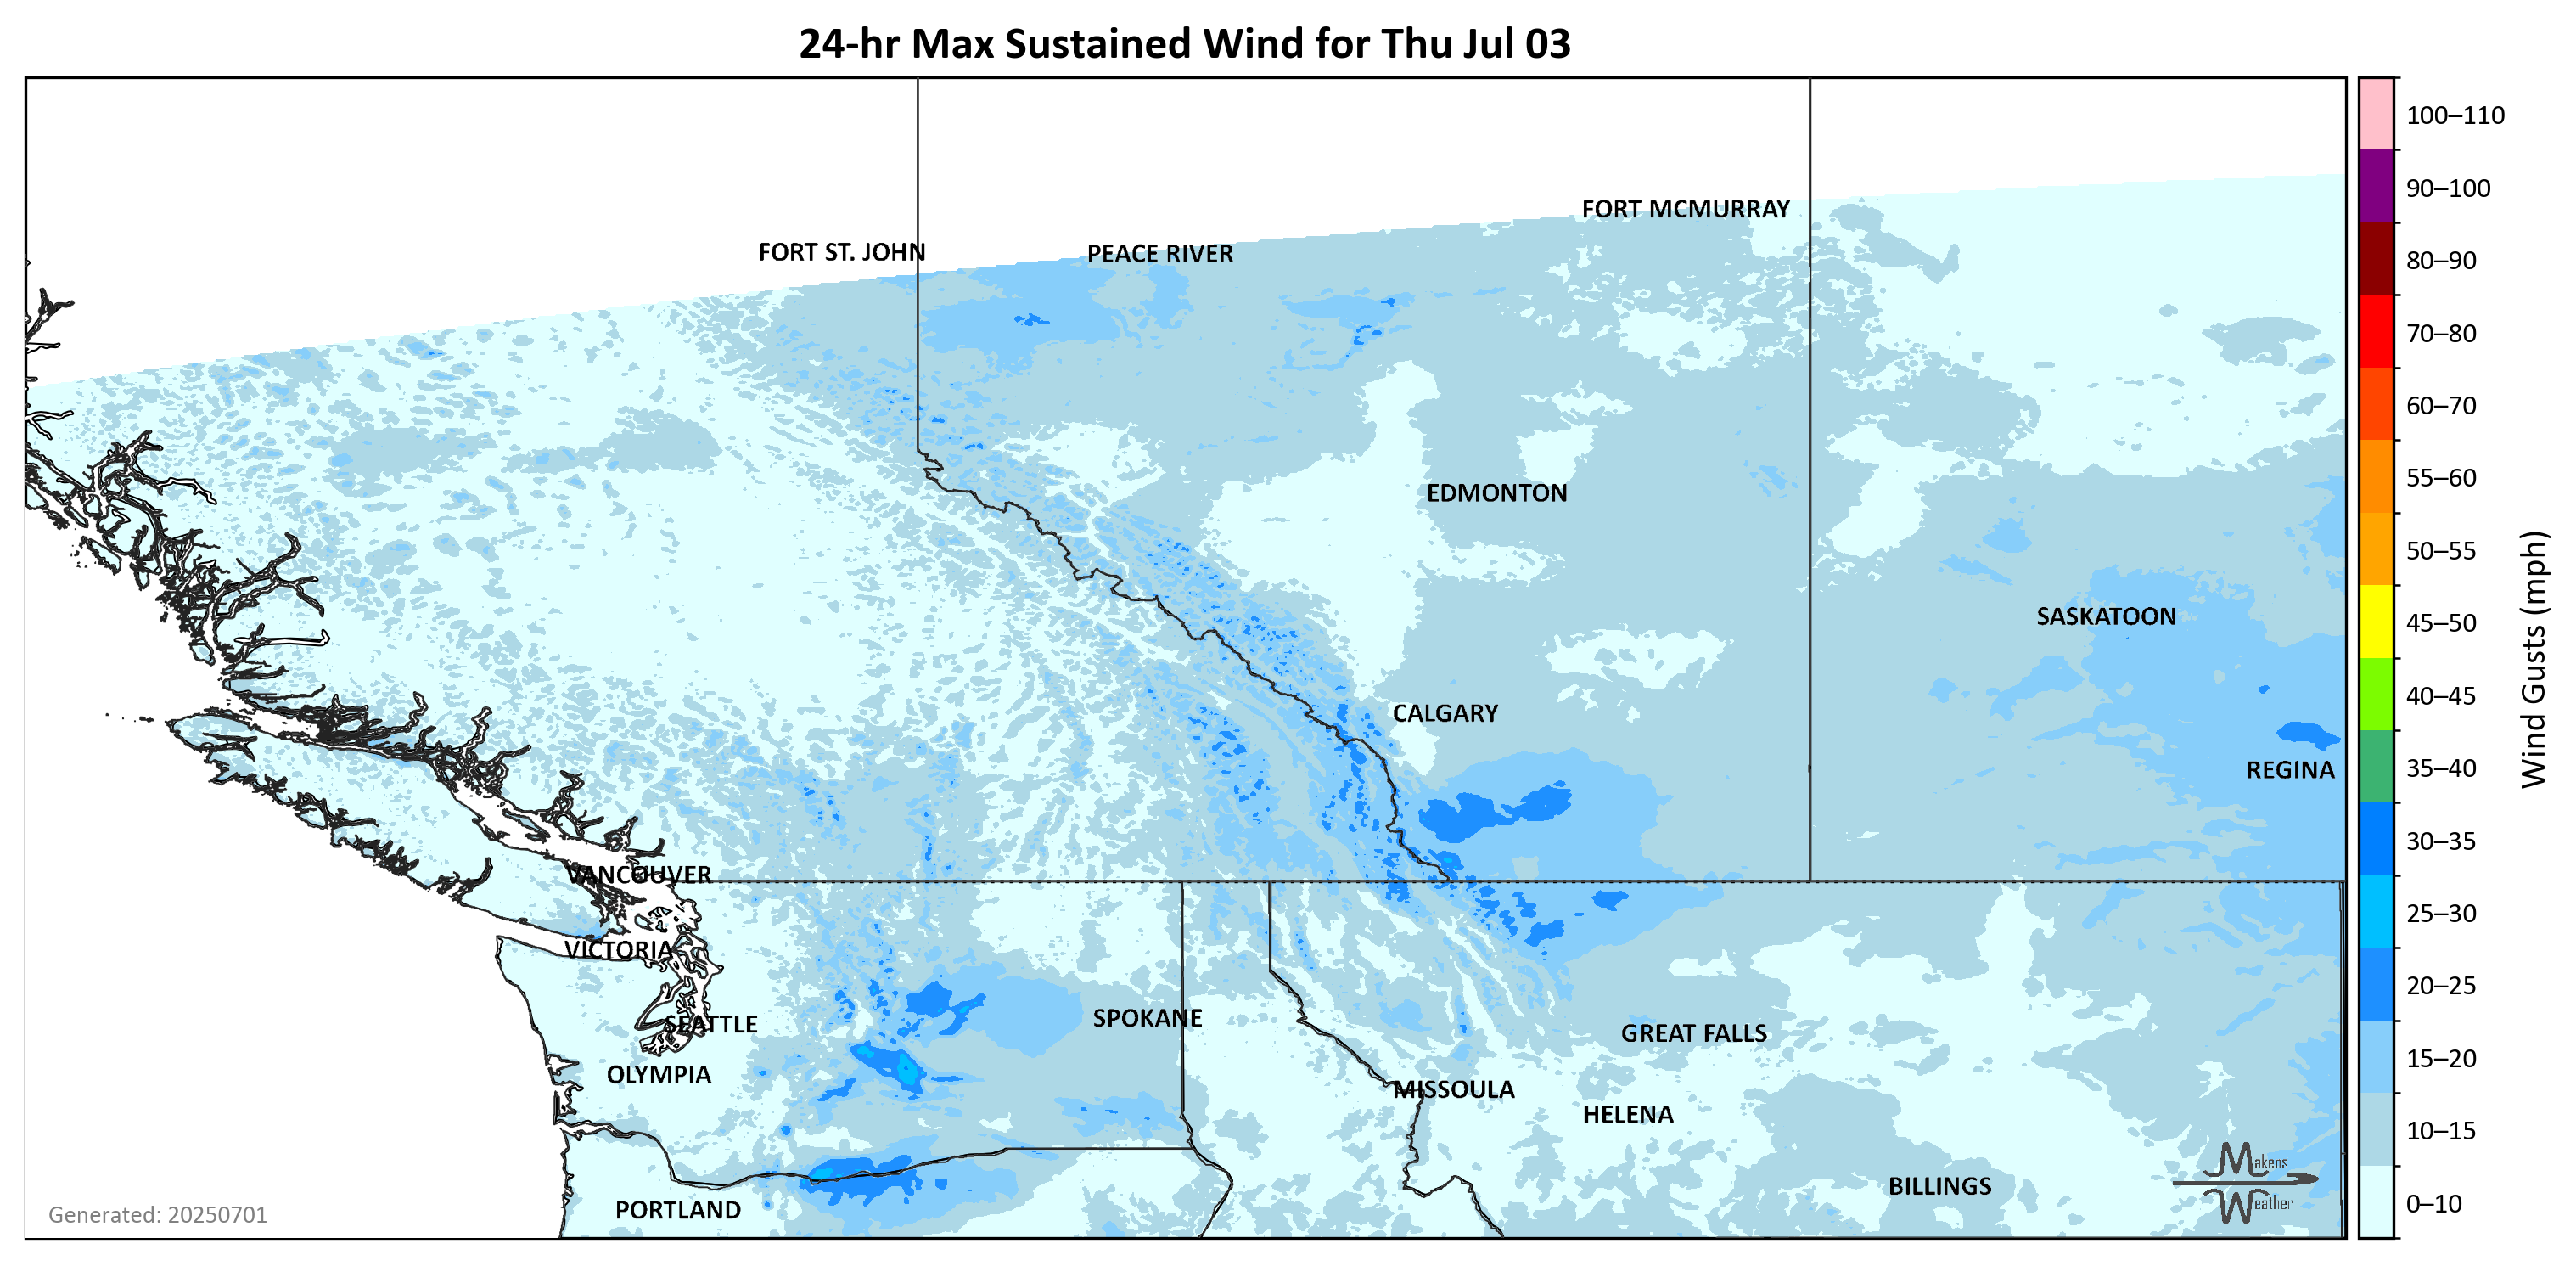 24-hr Max Sustained Wind for Thu Jul 03
100–110
90–100
80–90
70–80
60–70
55–60
50–55
45–50
40–45
35–40
30–35
25–30
20–25
15–20
10–15
0–10
Wind Gusts (mph)
FORT MCMURRAY
FORT ST. JOHN
PEACE RIVER
EDMONTON
SASKATOON
CALGARY
REGINA
VANCOUVER
VICTORIA
SEATTLE
SPOKANE
GREAT FALLS
OLYMPIA
MISSOULA
HELENA
BILLINGS
PORTLAND
Makens
Weather
Generated: 20250701